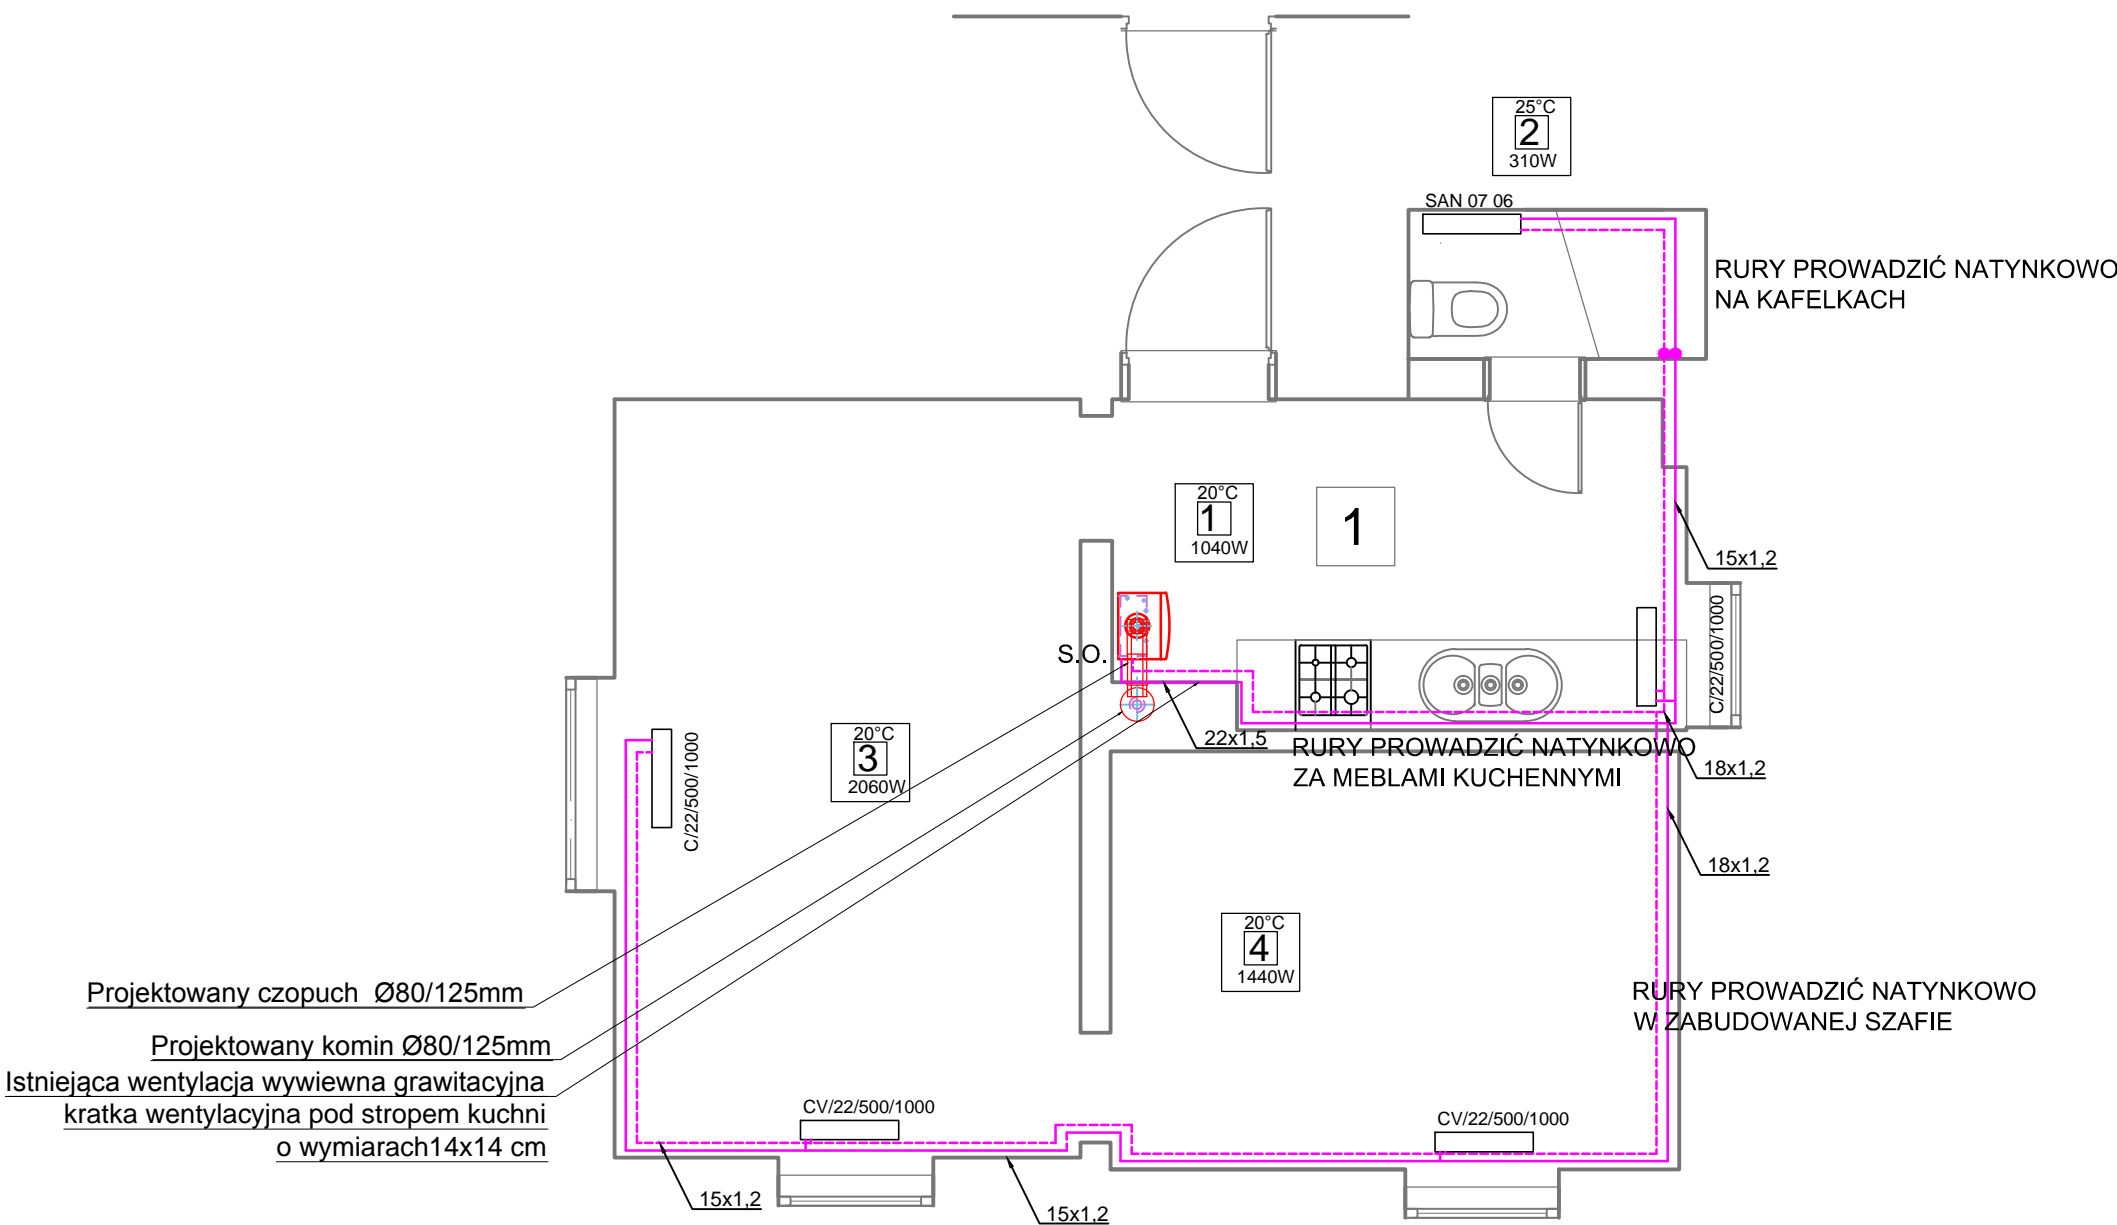 25°C
2
310W
SAN 07 06
RURY PROWADZIĆ NATYNKOWO
NA KAFELKACH
20°C
1
1040W
1
15x1,2
C/22/500/1000
S.O.
22x1,5
RURY PROWADZIĆ NATYNKOWO
ZA MEBLAMI KUCHENNYMI
18x1,2
20°C
3
2060W
C/22/500/1000
18x1,2
20°C
4
1440W
Projektowany czopuch Ø80/125mm
RURY PROWADZIĆ NATYNKOWO
W ZABUDOWANEJ SZAFIE
Projektowany komin Ø80/125mm
Istniejąca wentylacja wywiewna grawitacyjna
kratka wentylacyjna pod stropem kuchni
o wymiarach14x14 cm
CV/22/500/1000
CV/22/500/1000
15x1,2
15x1,2